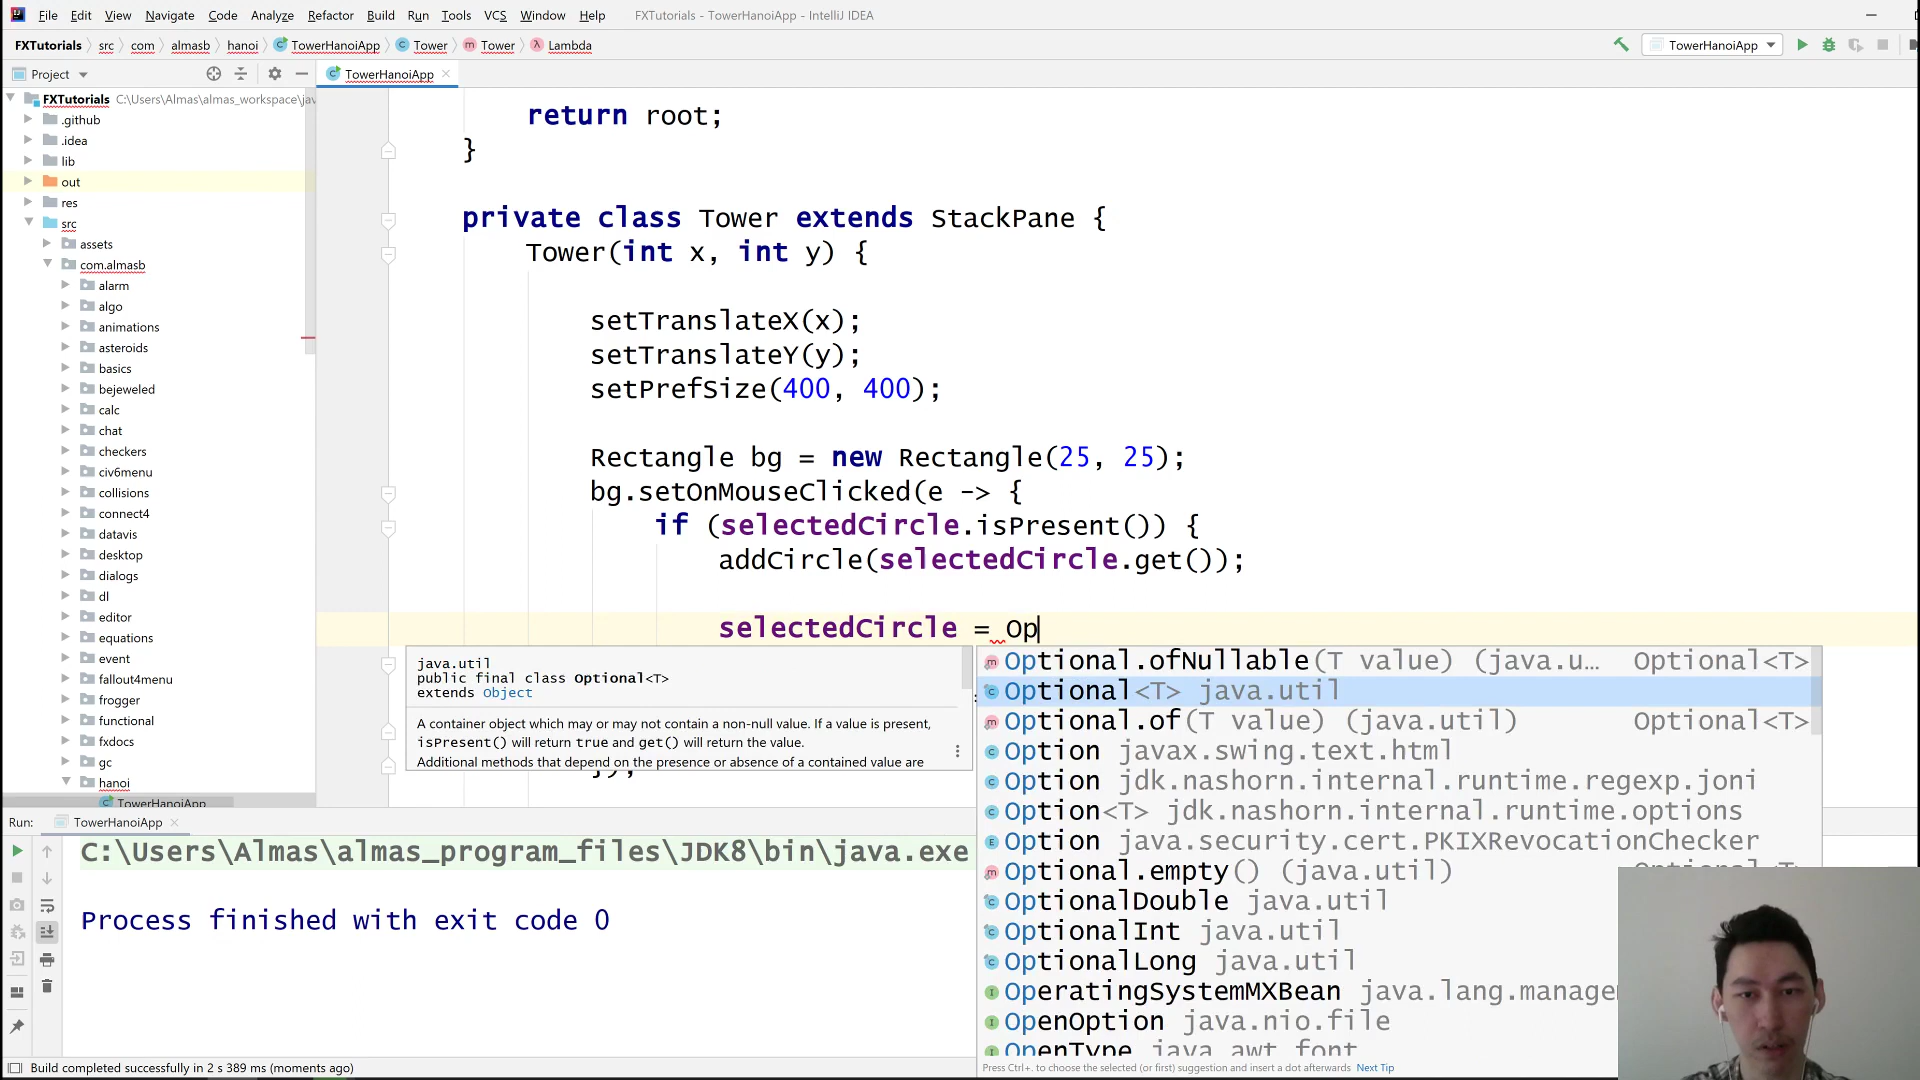 File Edit View Navigate Code Analyze Refactor Build Run Tools VCS Window Help FXTutorials - TowerHanoiApp - IntelliJ IDEA
FXTutorials src com almasb hanoi TowerHanoiApp Tower Tower Lambda TowerHanoiApp
Project TowerHanoiApp
FXTutorials C:\Users\Almas\almas_workspace\jav
.github
.idea
lib
out
res
src
assets
com.almasb
alarm
algo
animations
asteroids
basics
bejeweled
calc
chat
checkers
civ6menu
collisions
connect4
datavis
desktop
dialogs
dl
editor
equations
event
fallout4menu
frogger
functional
fxdocs
gc
hanoi
TowerHanoiApp
return root;
}
private class Tower extends StackPane {
Tower(int x, int y) {
setTranslateX(x);
setTranslateY(y);
setPrefSize(400, 400);
Rectangle bg = new Rectangle(25, 25);
bg.setOnMouseClicked(e -> {
if (selectedCircle.isPresent()) {
addCircle(selectedCircle.get());
selectedCircle = Op
java.util
public final class Optional<T>
extends Object
A container object which may or may not contain a non-null value. If a value is present,
isPresent() will return true and get() will return the value.
Additional methods that depend on the presence or absence of a contained value are
});
Optional.ofNullable(T value) (java.u... Optional<T>
Optional<T> java.util
Optional.of(T value) (java.util) Optional<T>
Option javax.swing.text.html
Option jdk.nashorn.internal.runtime.regexp.joni
Option<T> jdk.nashorn.internal.runtime.options
Option java.security.cert.PKIXRevocationChecker
Optional.empty() (java.util) Optional<T>
OptionalDouble java.util
OptionalInt java.util
OptionalLong java.util
OperatingSystemMXBean java.lang.manage
OpenOption java.nio.file
OpenType java.awt.font
Press Ctrl+. to choose the selected (or first) suggestion and insert a dot afterwards Next Tip
Run: TowerHanoiApp
C:\Users\Almas\almas_program_files\JDK8\bin\java.exe
Process finished with exit code 0
Build completed successfully in 2 s 389 ms (moments ago)